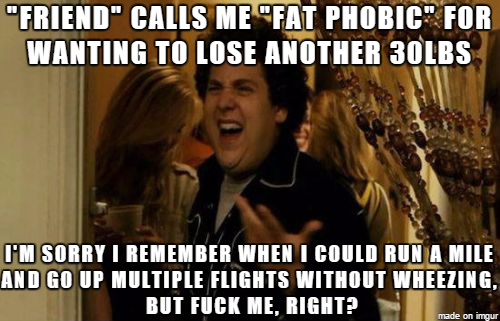 "FRIEND" CALLS ME "FAT PHOBIC" FOR
WANTING TO LOSE ANOTHER 30LBS
I'M SORRY I REMEMBER WHEN I COULD RUN A MILE
AND GO UP MULTIPLE FLIGHTS WITHOUT WHEEZING,
BUT FUCK ME, RIGHT?
made on imgur